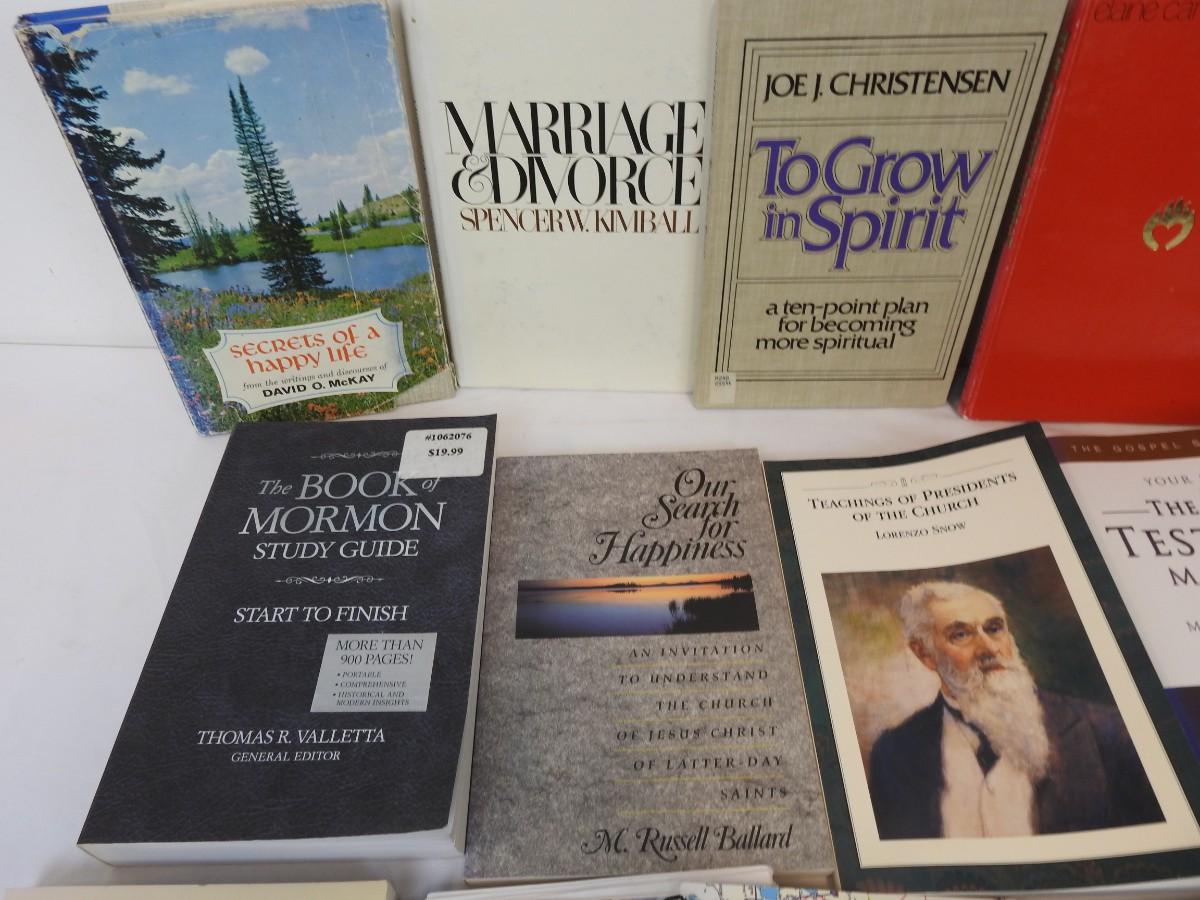 SECRETS OF A
HAPPY LIFE
from the writings and discourses of
DAVID O. McKAY
MARRIAGE
& DIVORCE
SPENCER W. KIMBALL
JOE J. CHRISTENSEN
To Grow
in Spirit
a ten-point plan
for becoming
more spiritual
elaine
#1062076
$19.99
The BOOK of
MORMON
STUDY GUIDE
START TO FINISH
MORE THAN
900 PAGES!
• PORTABLE
• COMPREHENSIVE
• HISTORICAL AND
MODERN INSIGHTS
THOMAS R. VALLETTA
GENERAL EDITOR
Our
Search
for
Happiness
AN INVITATION
TO UNDERSTAND
THE CHURCH
OF JESUS CHRIST
OF LATTER-DAY
SAINTS
M. Russell Ballard
TEACHINGS OF PRESIDENTS
OF THE CHURCH
LORENZO SNOW
THE GOSPEL
YOUR
THE
TEST
M